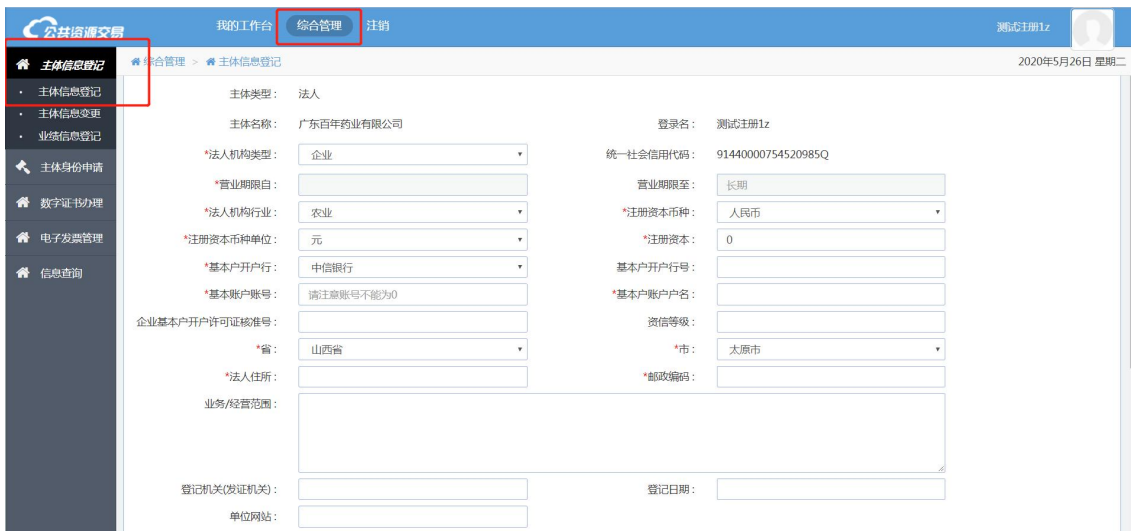 公共资源交易 我的工作台 综合管理 注销 测试注册1z
主体信息登记 综合管理 > 主体信息登记 2020年5月26日 星期二
· 主体信息登记
· 主体信息变更
· 业绩信息登记
主体身份申请
数字证书办理
电子发票管理
信息查询
主体类型: 法人
主体名称: 广东百年药业有限公司 登录名: 测试注册1z
*法人机构类型: 企业 统一社会信用代码: 91440000754520985Q
*营业期限自: 营业期限至: 长期
*法人机构行业: 农业 *注册资本币种: 人民币
*注册资本币种单位: 元 *注册资本: 0
*基本户开户行: 中信银行 基本户开户行号:
*基本账户账号: 请注意账号不能为0 *基本户账户户名:
企业基本户开户许可证核准号: 资信等级:
*省: 山西省 *市: 太原市
*法人住所: *邮政编码:
业务/经营范围:
登记机关(发证机关): 登记日期:
单位网站: